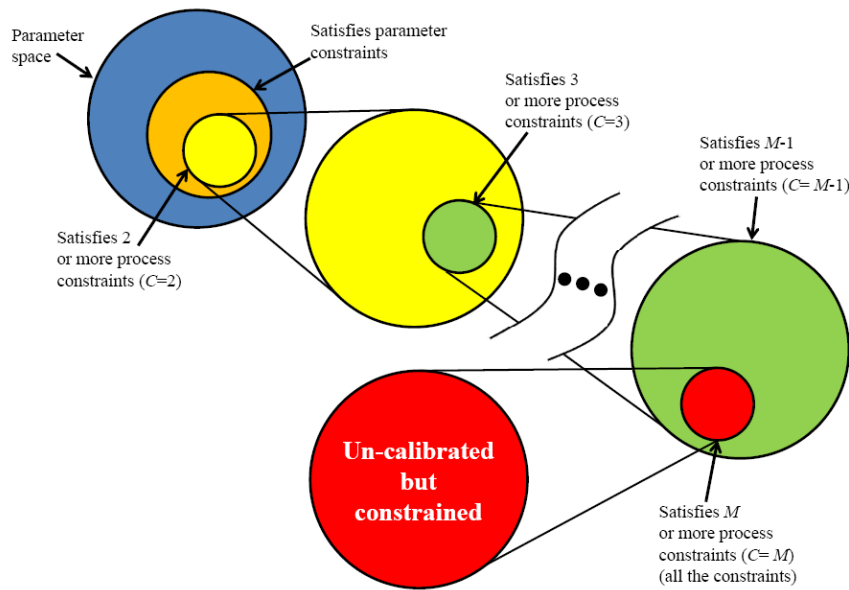 Parameter
space
Satisfies parameter
constraints
Satisfies 3
or more process
constraints (C=3)
Satisfies M-1
or more process
constraints (C= M-1)
Satisfies 2
or more process
constraints (C=2)
Un-calibrated
but
constrained
Satisfies M
or more process
constraints (C= M)
(all the constraints)